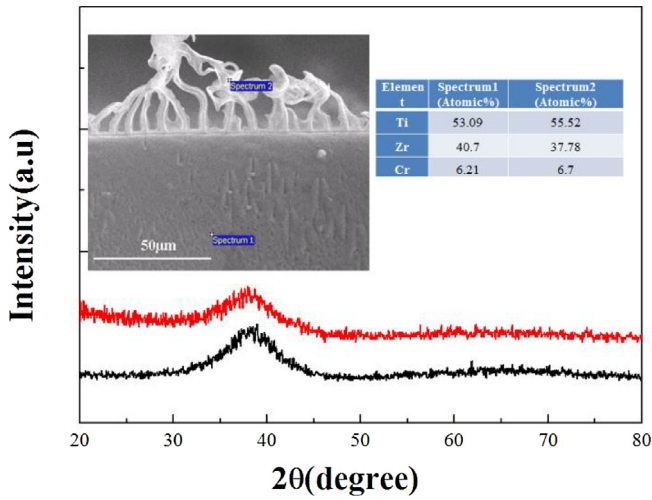 Spectrum 2
Spectrum 1
50μm
Elemen
t
Spectrum1
(Atomic%)
Spectrum2
(Atomic%)
Ti 53.09 55.52
Zr 40.7 37.78
Cr 6.21 6.7
Intensity(a.u)
20 30 40 50 60 70 80
2θ(degree)